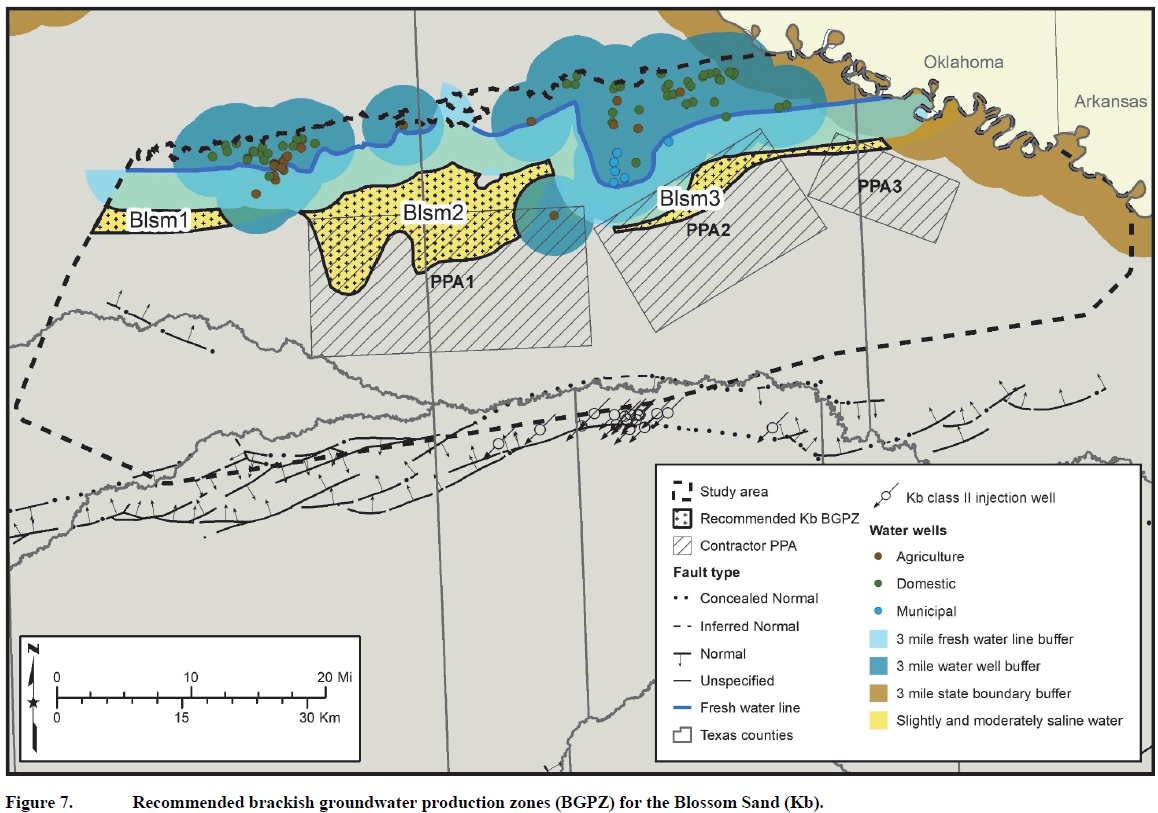 Oklahoma
Arkansas
Blsm1
Blsm2
Blsm3
PPA3
PPA2
PPA1
Study area
Recommended Kb BGPZ
Contractor PPA
Fault type
Concealed Normal
Inferred Normal
Normal
Unspecified
Fresh water line
Texas counties
Kb class II injection well
Water wells
Agriculture
Domestic
Municipal
3 mile fresh water line buffer
3 mile water well buffer
3 mile state boundary buffer
Slightly and moderately saline water
N
0 10 20 Mi
0 15 30 Km
Figure 7. Recommended brackish groundwater production zones (BGPZ) for the Blossom Sand (Kb).